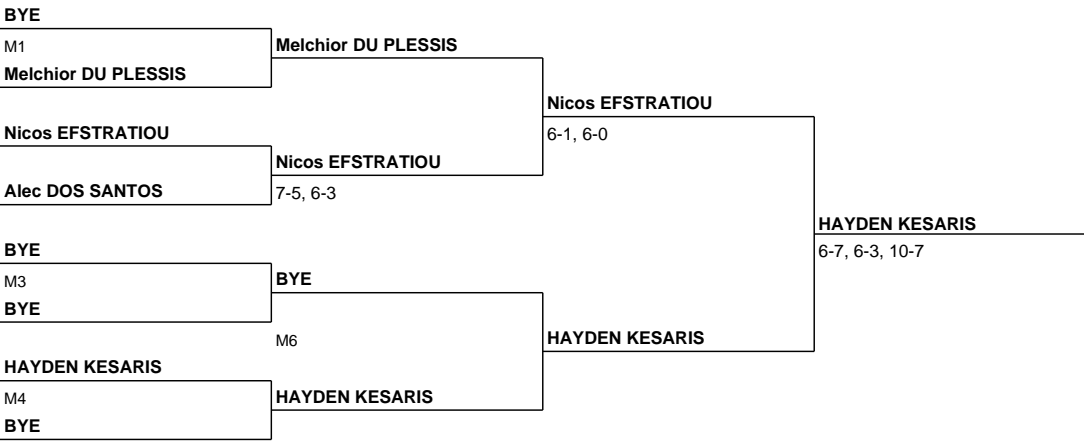 BYE
M1
Melchior DU PLESSIS
Melchior DU PLESSIS
Nicos EFSTRATIOU
Alec DOS SANTOS
Nicos EFSTRATIOU
7-5, 6-3
Nicos EFSTRATIOU
6-1, 6-0
BYE
M3
BYE
BYE
M6
HAYDEN KESARIS
M4
BYE
HAYDEN KESARIS
HAYDEN KESARIS
HAYDEN KESARIS
6-7, 6-3, 10-7